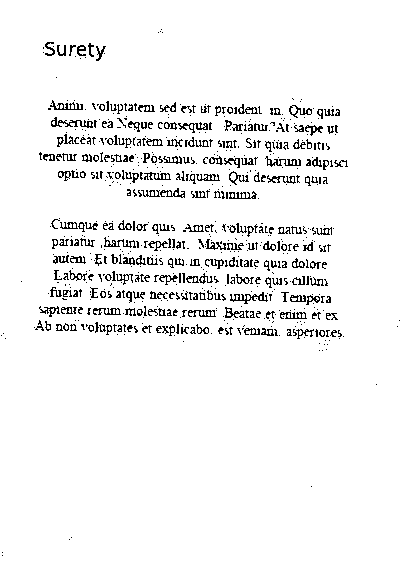 Surety
Animi. voluptatem sed est ut proident in. Quo quia
deserunt ea Neque consequat Pariatur. At saepe ut
placeat voluptatem incidunt sint. Sit quia debitis
tenetur molestiae. Possimus. consequat harum adipisci
optio sit voluptatum aliquam Qui deserunt quia
assumenda sint minima.
Cumque ea dolor quis Amet. voluptate natus sunt
pariatur harum repellat. Maxime ut dolore id sit
autem Et blanditiis qui in cupiditate quia dolore
Labore voluptate repellendus labore quis cillum
fugiat Eos atque necessitatibus impedit Tempora
sapiente rerum molestiae rerum Beatae et enim et ex
Ab non voluptates et explicabo. est veniam. asperiores.